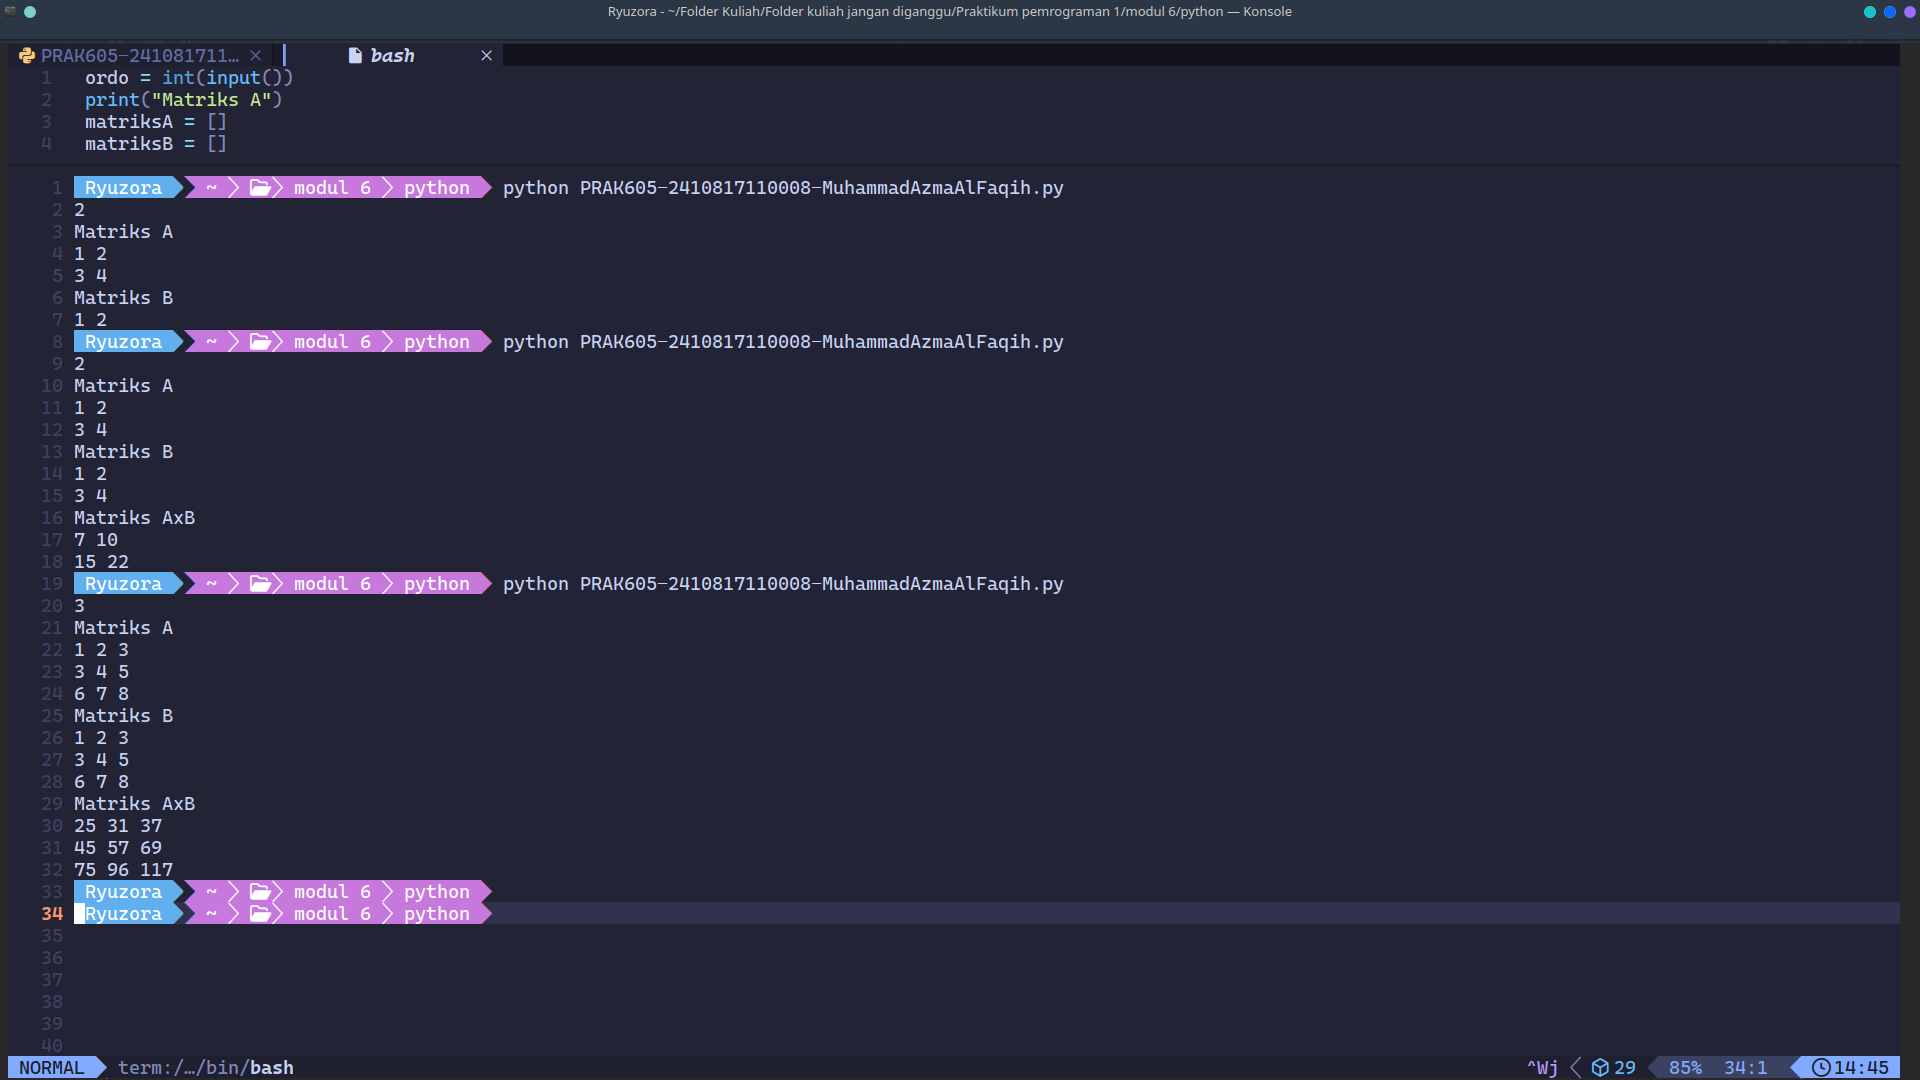 Ryuzora - ~/Folder Kuliah/Folder kuliah jangan diganggu/Praktikum pemrograman 1/modul 6/python — Konsole
PRAK605-241081711... × bash ×
1 ordo = int(input())
2 print("Matriks A")
3 matriksA = []
4 matriksB = []
1 Ryuzora ~ modul 6 python python PRAK605-2410817110008-MuhammadAzmaAlFaqih.py
2 2
3 Matriks A
4 1 2
5 3 4
6 Matriks B
7 1 2
8 Ryuzora ~ modul 6 python python PRAK605-2410817110008-MuhammadAzmaAlFaqih.py
9 2
10 Matriks A
11 1 2
12 3 4
13 Matriks B
14 1 2
15 3 4
16 Matriks AxB
17 7 10
18 15 22
19 Ryuzora ~ modul 6 python python PRAK605-2410817110008-MuhammadAzmaAlFaqih.py
20 3
21 Matriks A
22 1 2 3
23 3 4 5
24 6 7 8
25 Matriks B
26 1 2 3
27 3 4 5
28 6 7 8
29 Matriks AxB
30 25 31 37
31 45 57 69
32 75 96 117
33 Ryuzora ~ modul 6 python
34 Ryuzora ~ modul 6 python
35
36
37
38
39
40
NORMAL term:/…/bin/bash ^Wj 29 85% 34:1 14:45